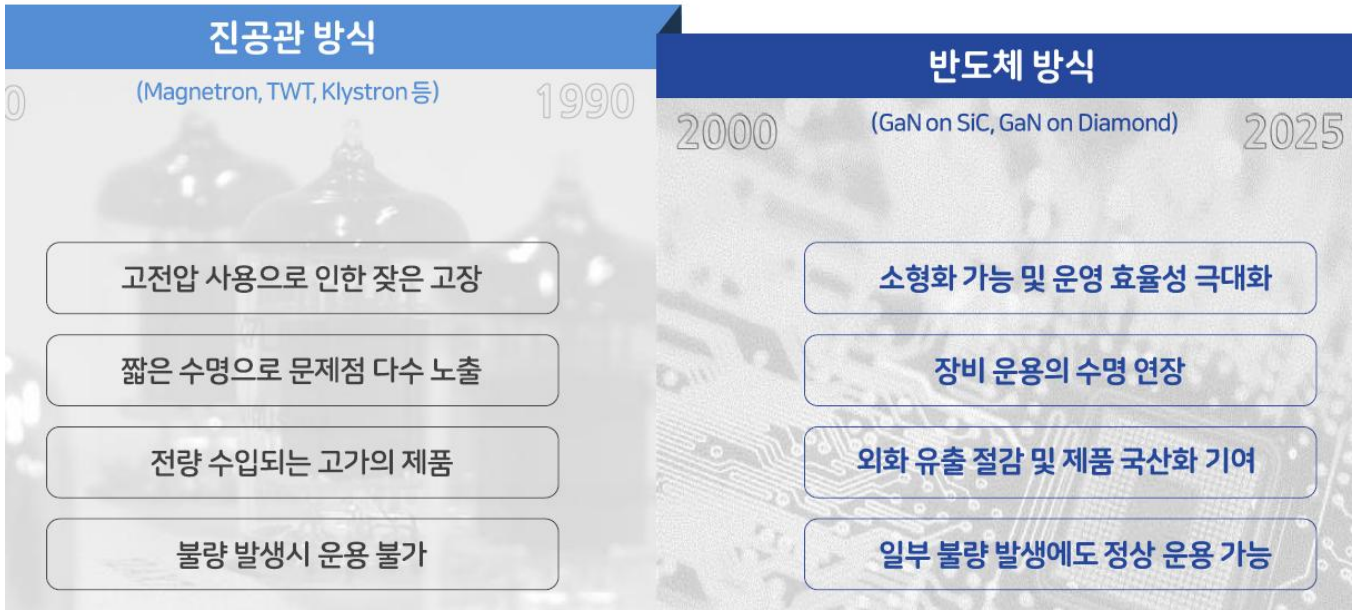 진공관 방식
(Magnetron, TWT, Klystron 등)
0
1990
고전압 사용으로 인한 잦은 고장
짧은 수명으로 문제점 다수 노출
전량 수입되는 고가의 제품
불량 발생시 운용 불가
반도체 방식
(GaN on SiC, GaN on Diamond)
2000
2025
소형화 가능 및 운영 효율성 극대화
장비 운용의 수명 연장
외화 유출 절감 및 제품 국산화 기여
일부 불량 발생에도 정상 운용 가능